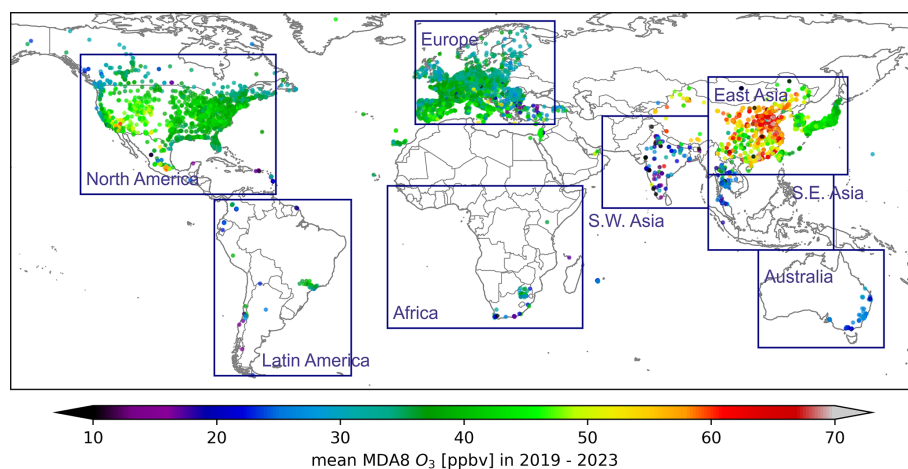 Europe
East Asia
North America
S.E. Asia
S.W. Asia
Australia
Africa
Latin America
10 20 30 40 50 60 70
mean MDA8 O₃ [ppbv] in 2019 - 2023